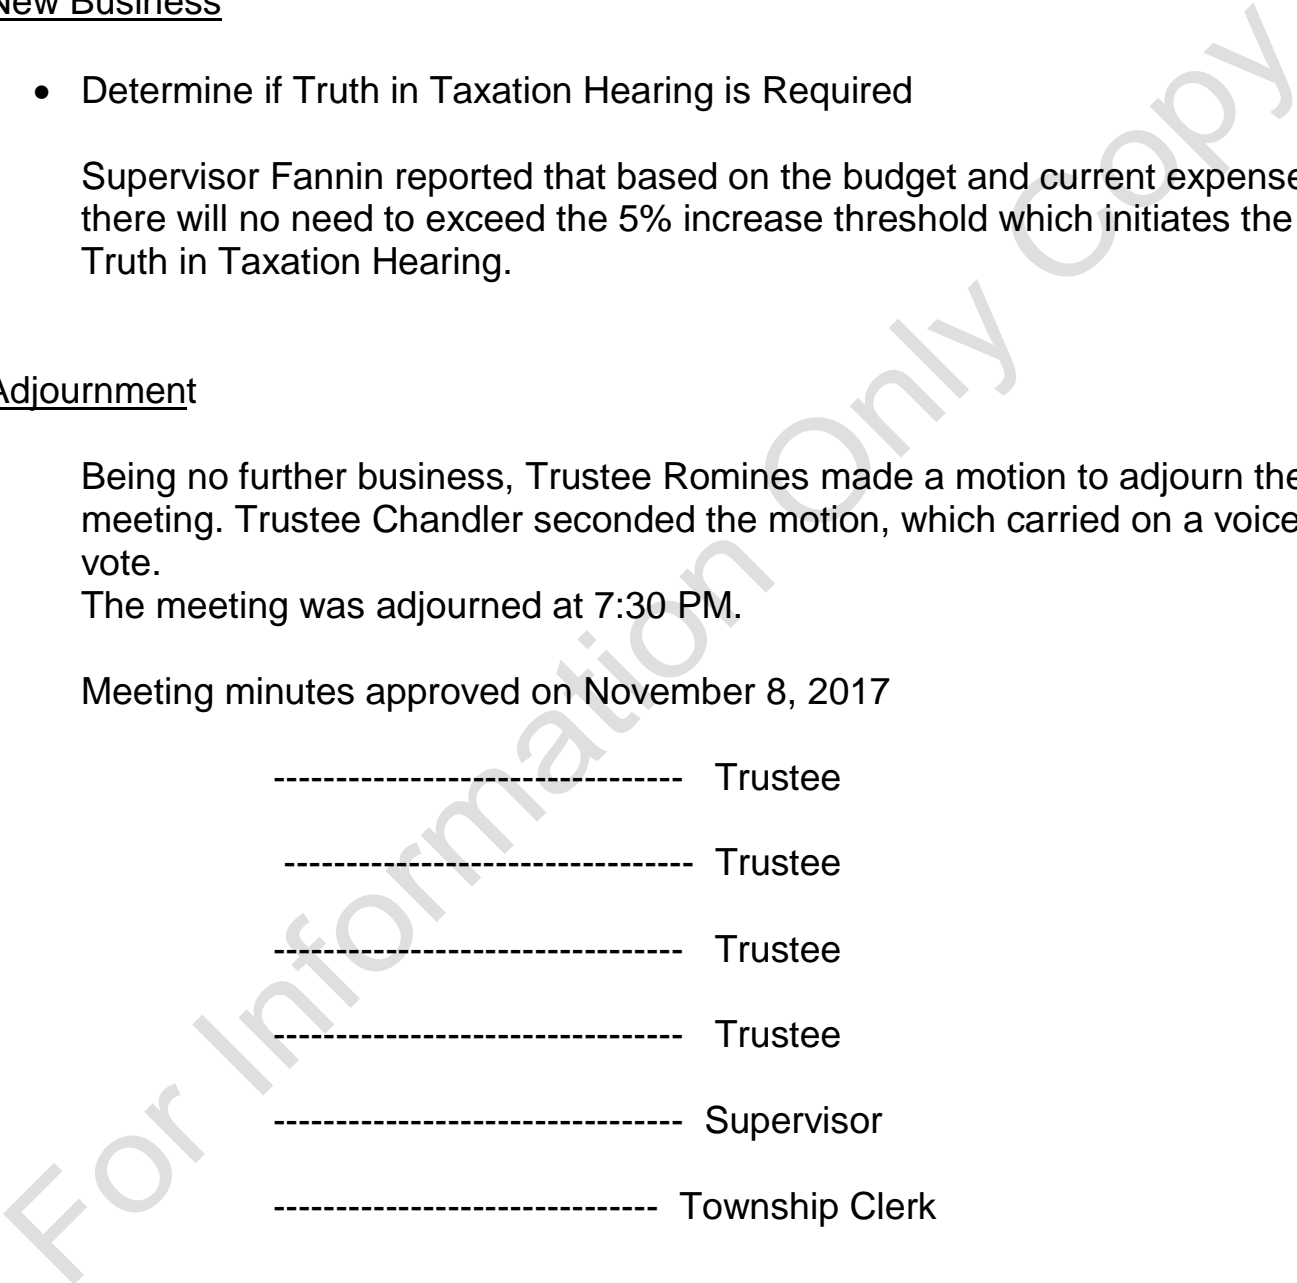 New Business
• Determine if Truth in Taxation Hearing is Required
Supervisor Fannin reported that based on the budget and current expense
there will no need to exceed the 5% increase threshold which initiates the
Truth in Taxation Hearing.
Adjournment
Being no further business, Trustee Romines made a motion to adjourn the
meeting. Trustee Chandler seconded the motion, which carried on a voice
vote.
The meeting was adjourned at 7:30 PM.
Meeting minutes approved on November 8, 2017
--------------------------------- Trustee
--------------------------------- Trustee
--------------------------------- Trustee
--------------------------------- Trustee
--------------------------------- Supervisor
------------------------------- Township Clerk
For Information Only Copy